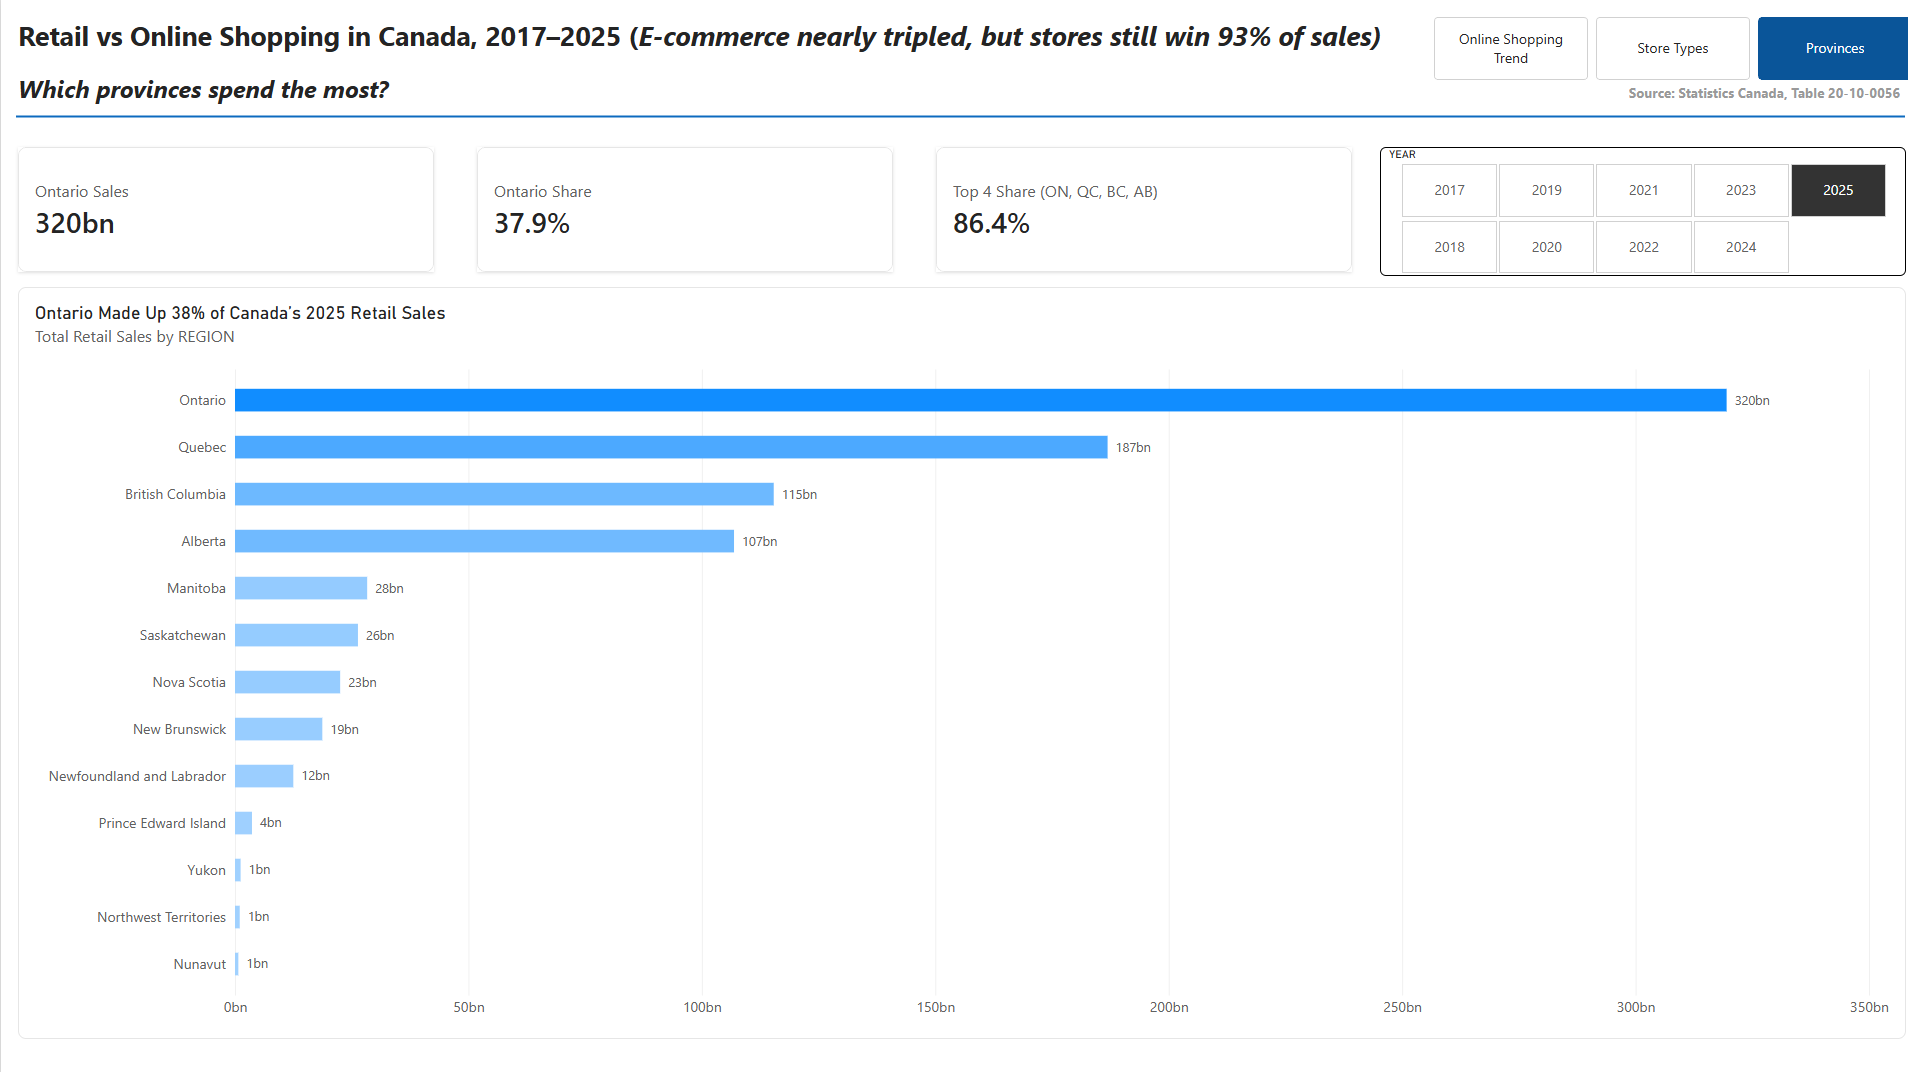 Retail vs Online Shopping in Canada, 2017–2025 (E-commerce nearly tripled, but stores still win 93% of sales)
Which provinces spend the most?
Online Shopping
Trend
Store Types
Provinces
Source: Statistics Canada, Table 20-10-0056
Ontario Sales
320bn
Ontario Share
37.9%
Top 4 Share (ON, QC, BC, AB)
86.4%
YEAR
2017 2019 2021 2023 2025
2018 2020 2022 2024
Ontario Made Up 38% of Canada's 2025 Retail Sales
Total Retail Sales by REGION
Ontario 320bn
Quebec 187bn
British Columbia 115bn
Alberta 107bn
Manitoba 28bn
Saskatchewan 26bn
Nova Scotia 23bn
New Brunswick 19bn
Newfoundland and Labrador 12bn
Prince Edward Island 4bn
Yukon 1bn
Northwest Territories 1bn
Nunavut 1bn
0bn 50bn 100bn 150bn 200bn 250bn 300bn 350bn